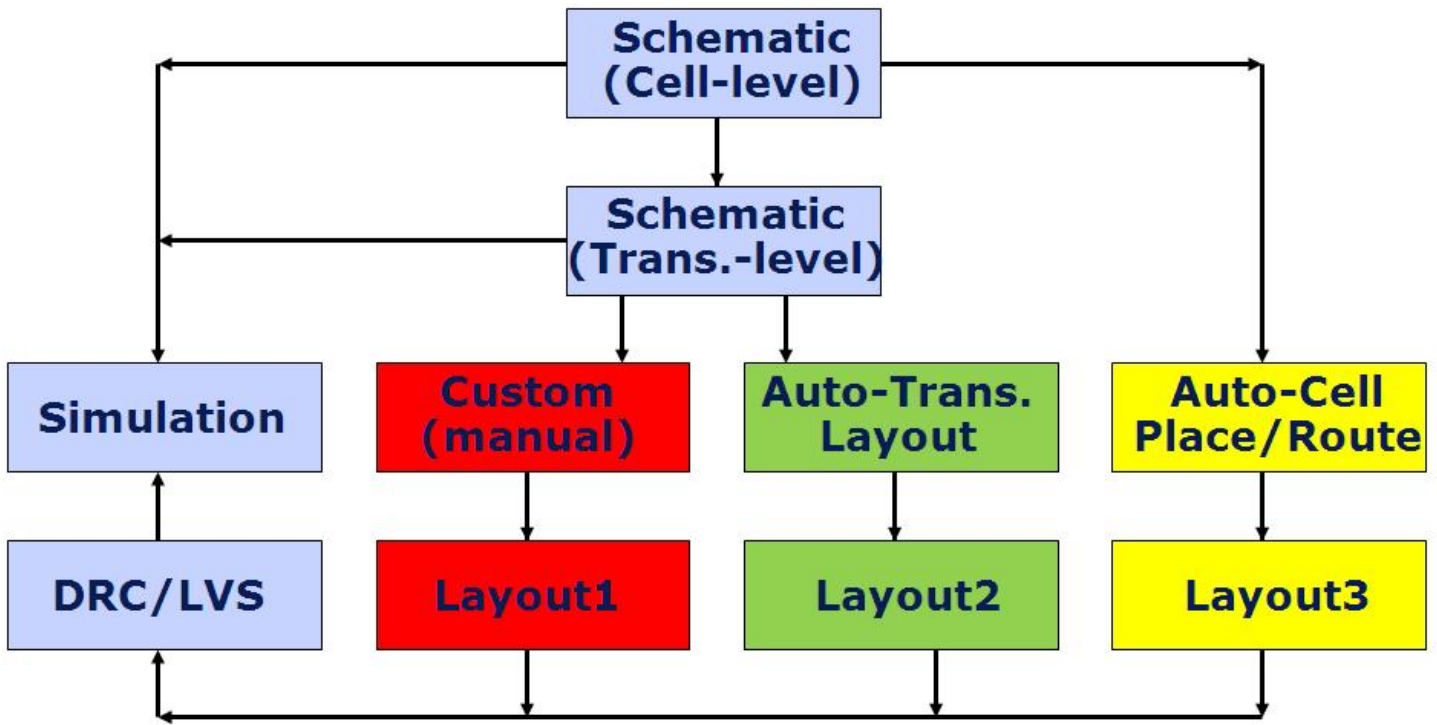 Schematic
(Cell-level)
Schematic
(Trans.-level)
Simulation
Custom
(manual)
Auto-Trans.
Layout
Auto-Cell
Place/Route
DRC/LVS
Layout1
Layout2
Layout3